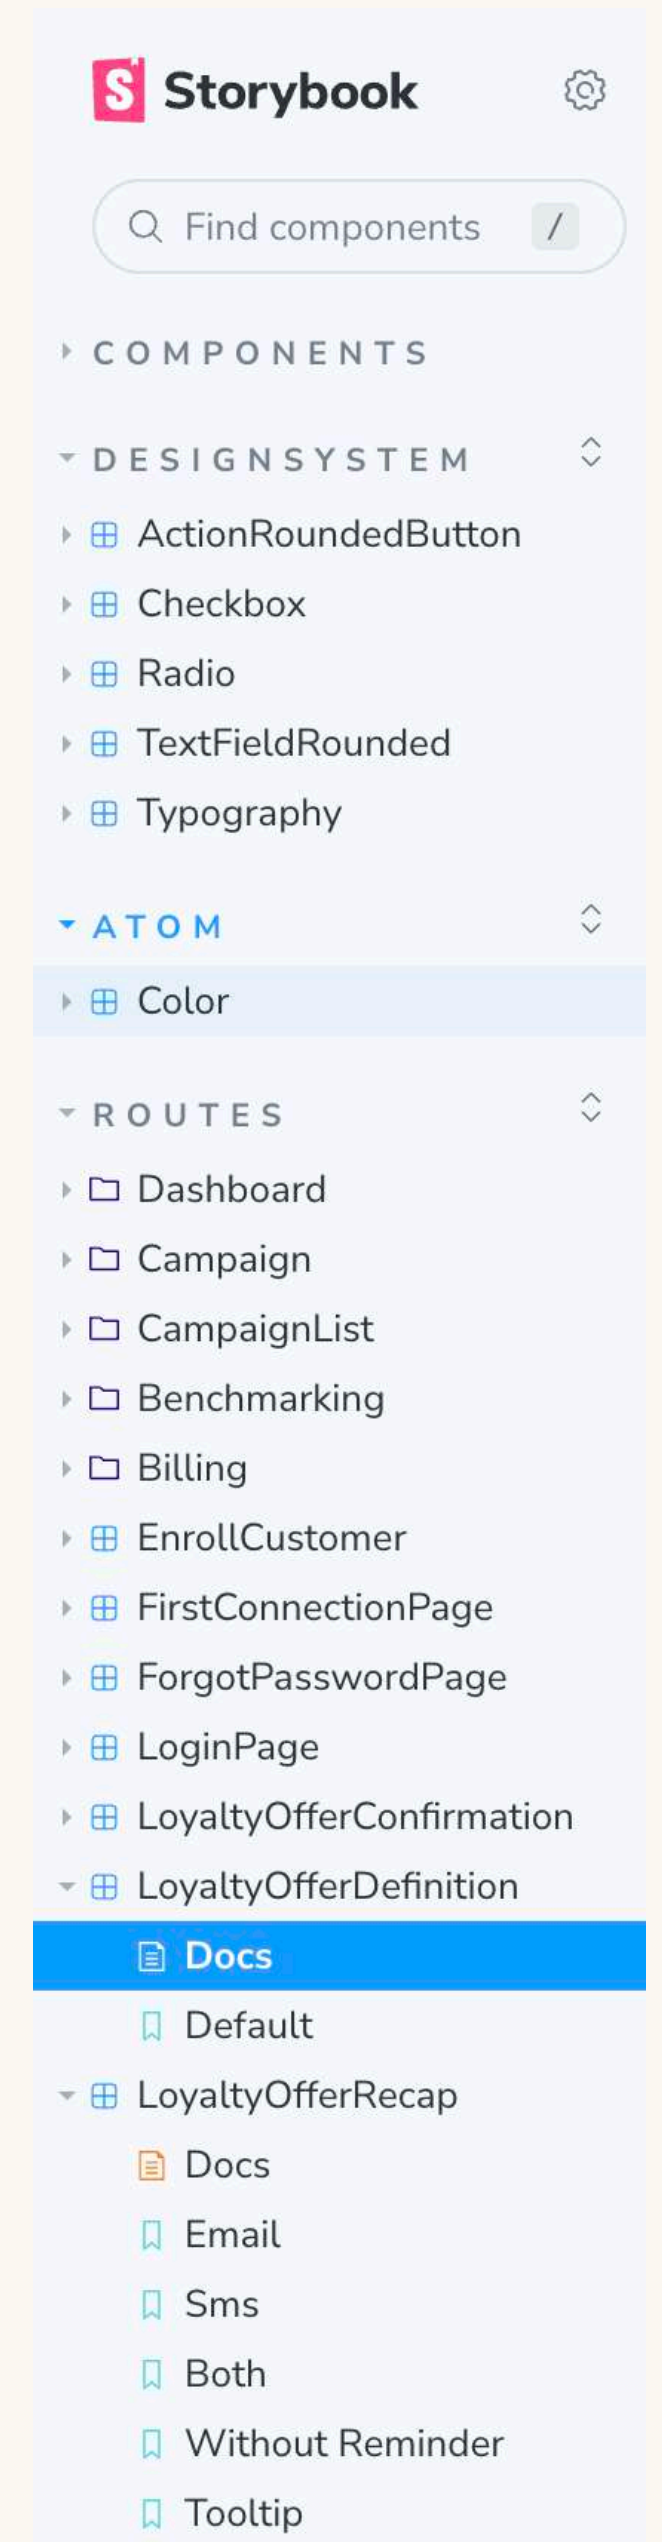 S Storybook
Find components /
COMPONENTS
DESIGNSYSTEM
ActionRoundedButton
Checkbox
Radio
TextFieldRounded
Typography
ATOM
Color
ROUTES
Dashboard
Campaign
CampaignList
Benchmarking
Billing
EnrollCustomer
FirstConnectionPage
ForgotPasswordPage
LoginPage
LoyaltyOfferConfirmation
LoyaltyOfferDefinition
Docs
Default
LoyaltyOfferRecap
Docs
Email
Sms
Both
Without Reminder
Tooltip